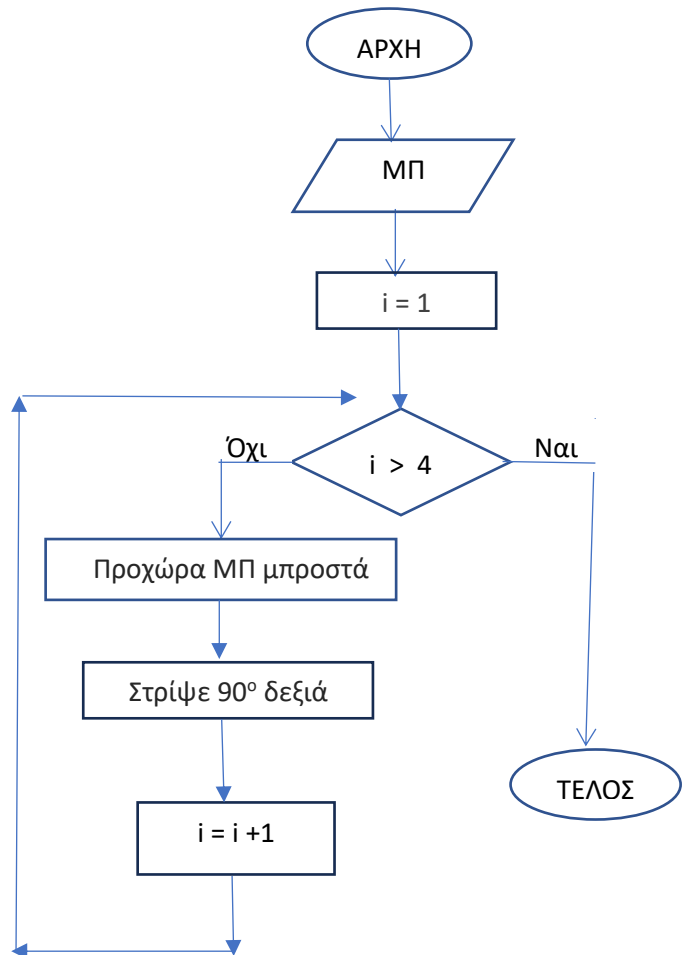 ΑΡΧΗ
ΜΠ
i = 1
i > 4
Όχι
Ναι
Προχώρα ΜΠ μπροστά
Στρίψε 90ο δεξιά
i = i +1
ΤΕΛΟΣ